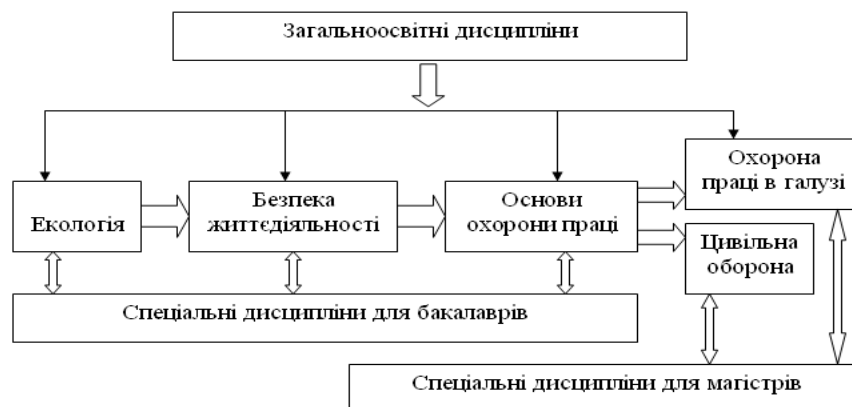 Загальноосвітні дисципліни
Охорона
праці в галузі
Екологія
Безпека
життєдіяльності
Основи
охорони праці
Цивільна
оборона
Спеціальні дисципліни для бакалаврів
Спеціальні дисципліни для магістрів